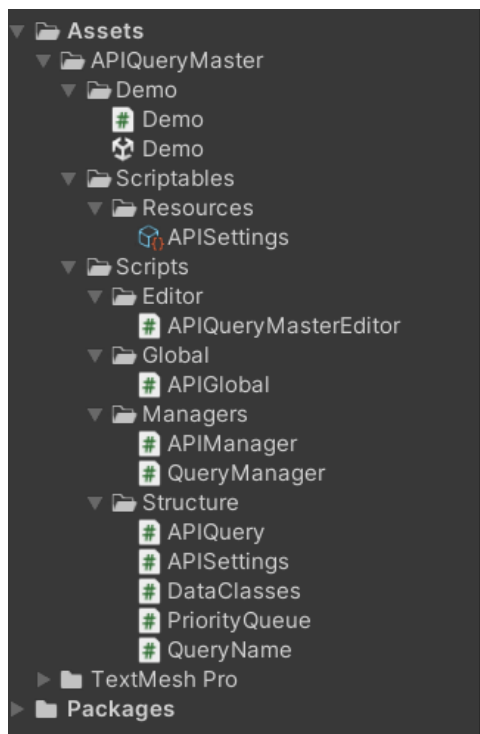 Assets
APIQueryMaster
Demo
Demo
Demo
Scriptables
Resources
APISettings
Scripts
Editor
APIQueryMasterEditor
Global
APIGlobal
Managers
APIManager
QueryManager
Structure
APIQuery
APISettings
DataClasses
PriorityQueue
QueryName
TextMesh Pro
Packages